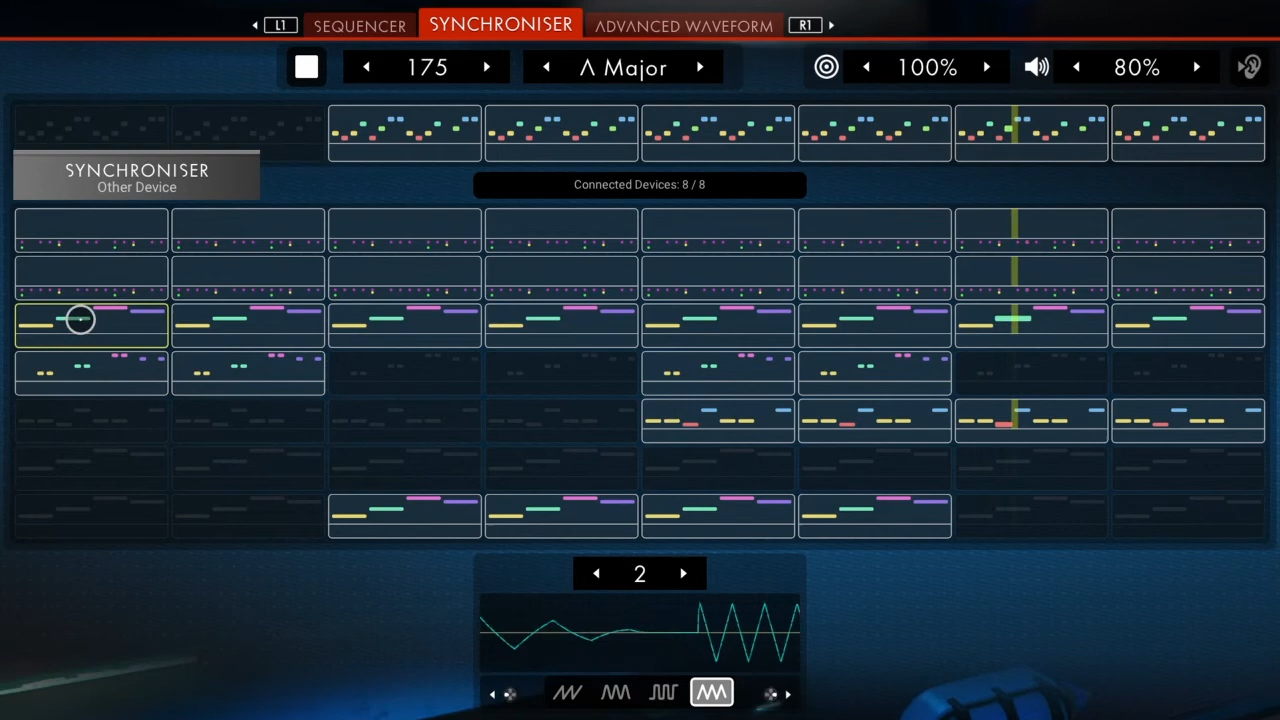 L1 SEQUENCER SYNCHRONISER ADVANCED WAVEFORM R1
175 A Major 100% 80%
SYNCHRONISER
Other Device
Connected Devices: 8 / 8
2